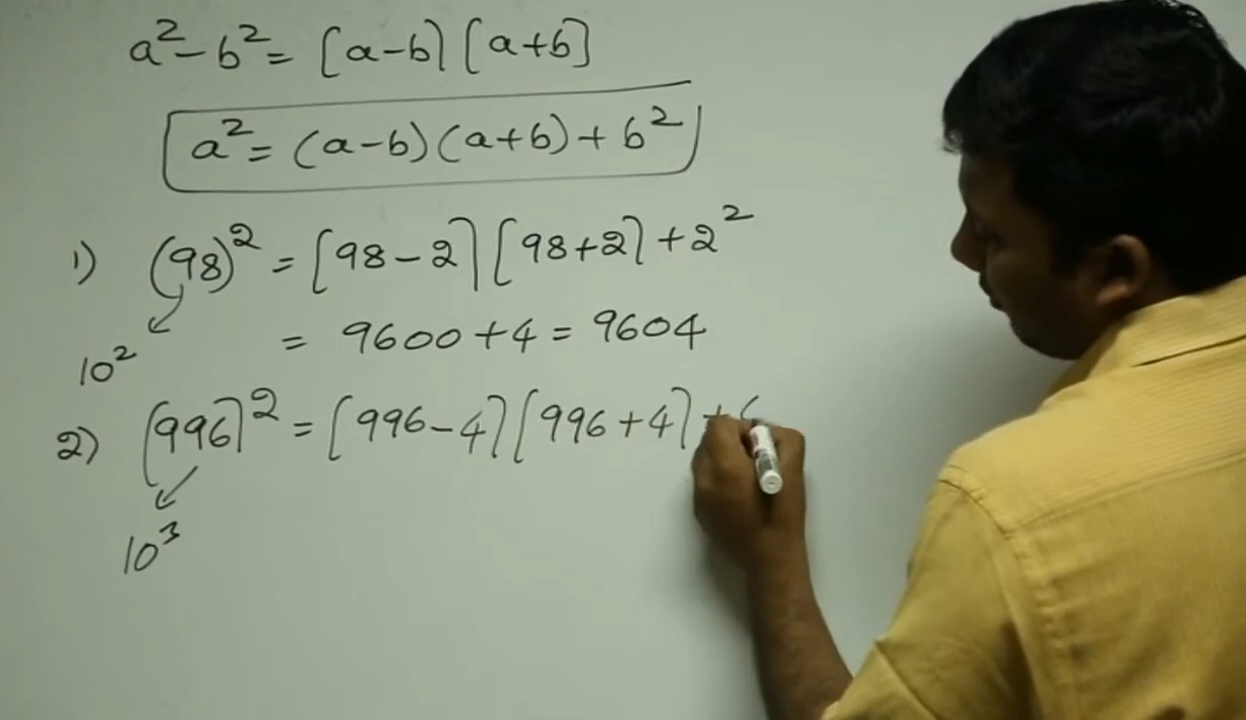 a²-b²= [a-b] [a+b]
a²= (a-b)(a+b)+b²
1) (98)² = [98-2] [98+2]+2²
10² = 9600+4=9604
2) [996]² = [996-4] [996+4] +
10³